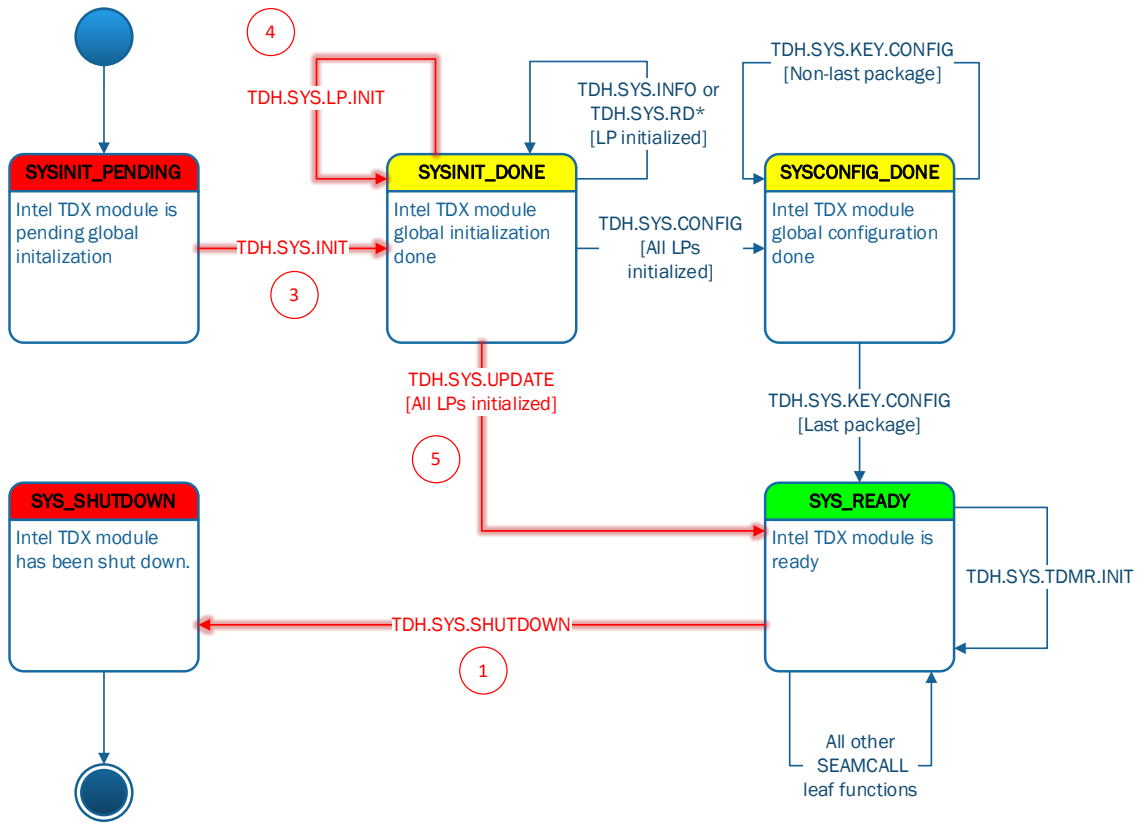 4
TDH.SYS.LP.INIT
TDH.SYS.INFO or
TDH.SYS.RD*
[LP initialized]
TDH.SYS.KEY.CONFIG
[Non-last package]
SYSINIT_PENDING
Intel TDX module is
pending global
initalization
TDH.SYS.INIT
3
SYSINIT_DONE
Intel TDX module
global initialization
done
TDH.SYS.CONFIG
[All LPs
initialized]
SYSCONFIG_DONE
Intel TDX module
global configuration
done
TDH.SYS.UPDATE
[All LPs initialized]
5
TDH.SYS.KEY.CONFIG
[Last package]
SYS_SHUTDOWN
Intel TDX module
has been shut down.
SYS_READY
Intel TDX module is
ready
TDH.SYS.TDMR.INIT
TDH.SYS.SHUTDOWN
1
All other
SEAMCALL
leaf functions